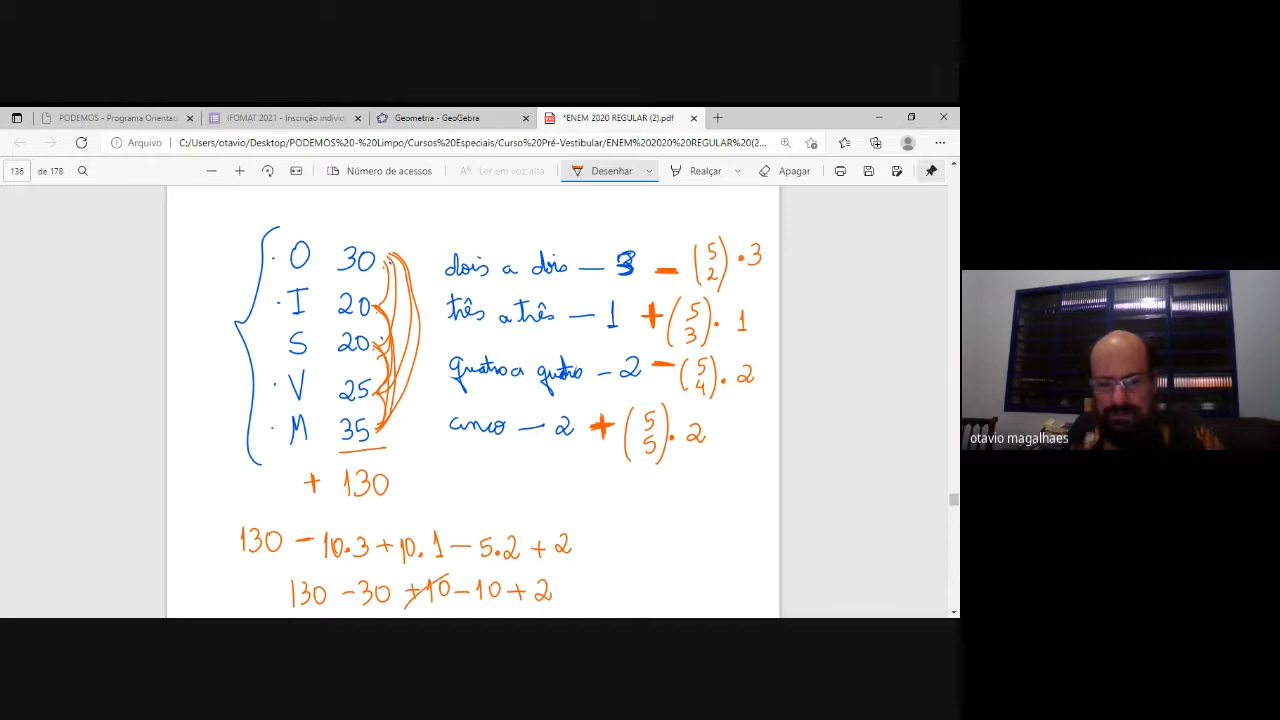 PODEMOS - Programa Orientad
IFOMAT 2021 - Inscrição individ
Geometria - GeoGebra
*ENEM 2020 REGULAR (2).pdf
Arquivo C:/Users/otavio/Desktop/PODEMOS%20-%20Limpo/Cursos%20Especiais/Curso%20Pré-Vestibular/ENEM%202020%20REGULAR%20(2...
136 de 178 Número de acessos Ler em voz alta Desenhar Realçar Apagar
O 30 dois a dois — 3 − (5 2) · 3
I 20 três a três — 1 + (5 3) · 1
S 20
V 25 quatro a quatro – 2 − (5 4) · 2
M 35 cinco — 2 + (5 5) · 2
+ 130
130 − 10.3 + 10.1 − 5.2 + 2
130 − 30 +10 − 10 + 2
otavio magalhaes